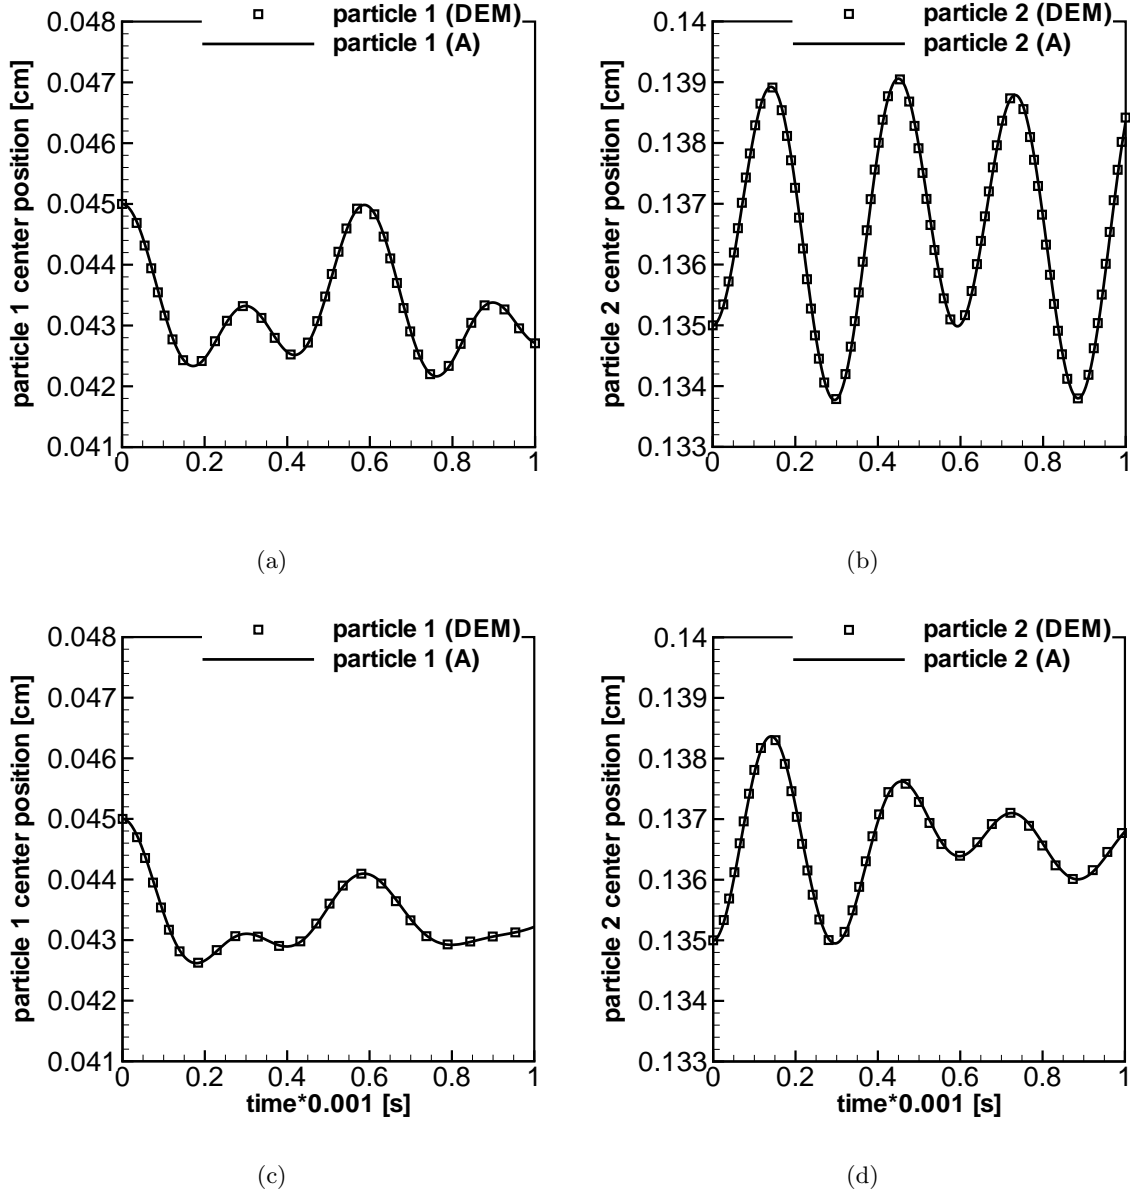 particle 1 (DEM)
particle 1 (A)
particle 1 center position [cm]
0.048
0.047
0.046
0.045
0.044
0.043
0.042
0.041
0 0.2 0.4 0.6 0.8 1
(a)
particle 2 (DEM)
particle 2 (A)
particle 2 center position [cm]
0.14
0.139
0.138
0.137
0.136
0.135
0.134
0.133
0 0.2 0.4 0.6 0.8 1
(b)
particle 1 (DEM)
particle 1 (A)
particle 1 center position [cm]
0.048
0.047
0.046
0.045
0.044
0.043
0.042
0.041
0 0.2 0.4 0.6 0.8 1
time*0.001 [s]
(c)
particle 2 (DEM)
particle 2 (A)
particle 2 center position [cm]
0.14
0.139
0.138
0.137
0.136
0.135
0.134
0.133
0 0.2 0.4 0.6 0.8 1
time*0.001 [s]
(d)